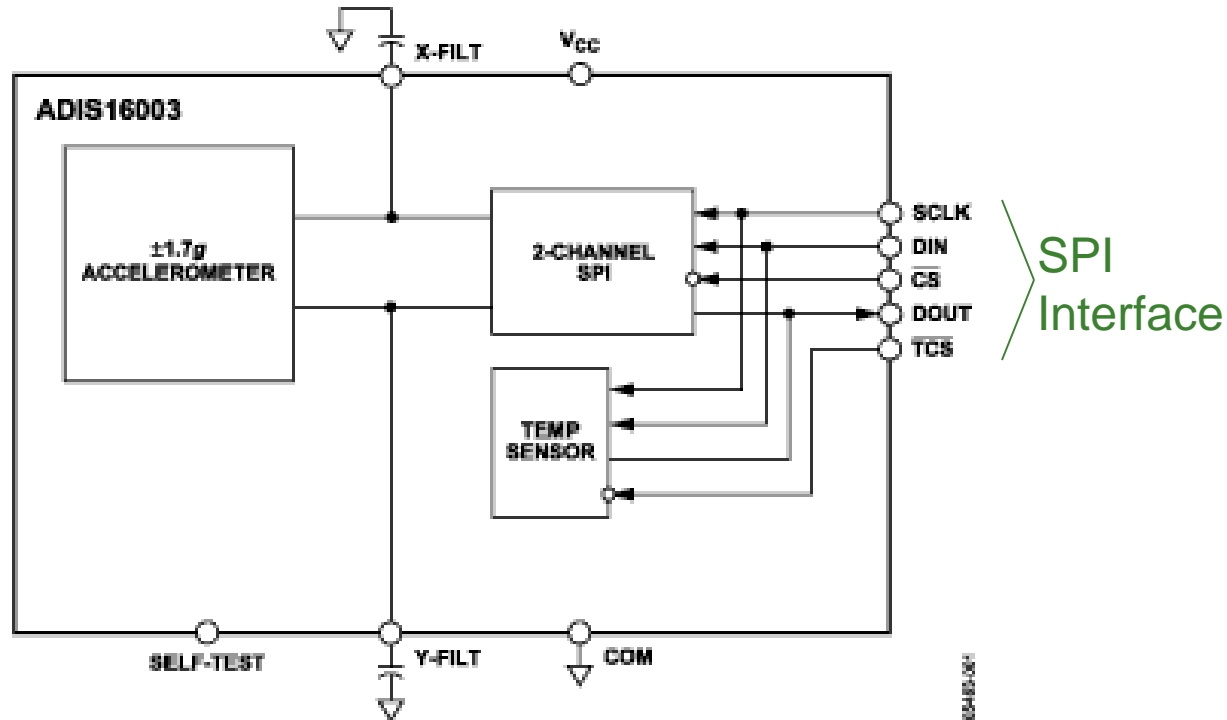 X-FILT
VCC
ADIS16003
±1.7g
ACCELEROMETER
2-CHANNEL
SPI
SCLK
DIN
CS
DOUT
TCS
SPI
Interface
TEMP
SENSOR
SELF-TEST
Y-FILT
COM